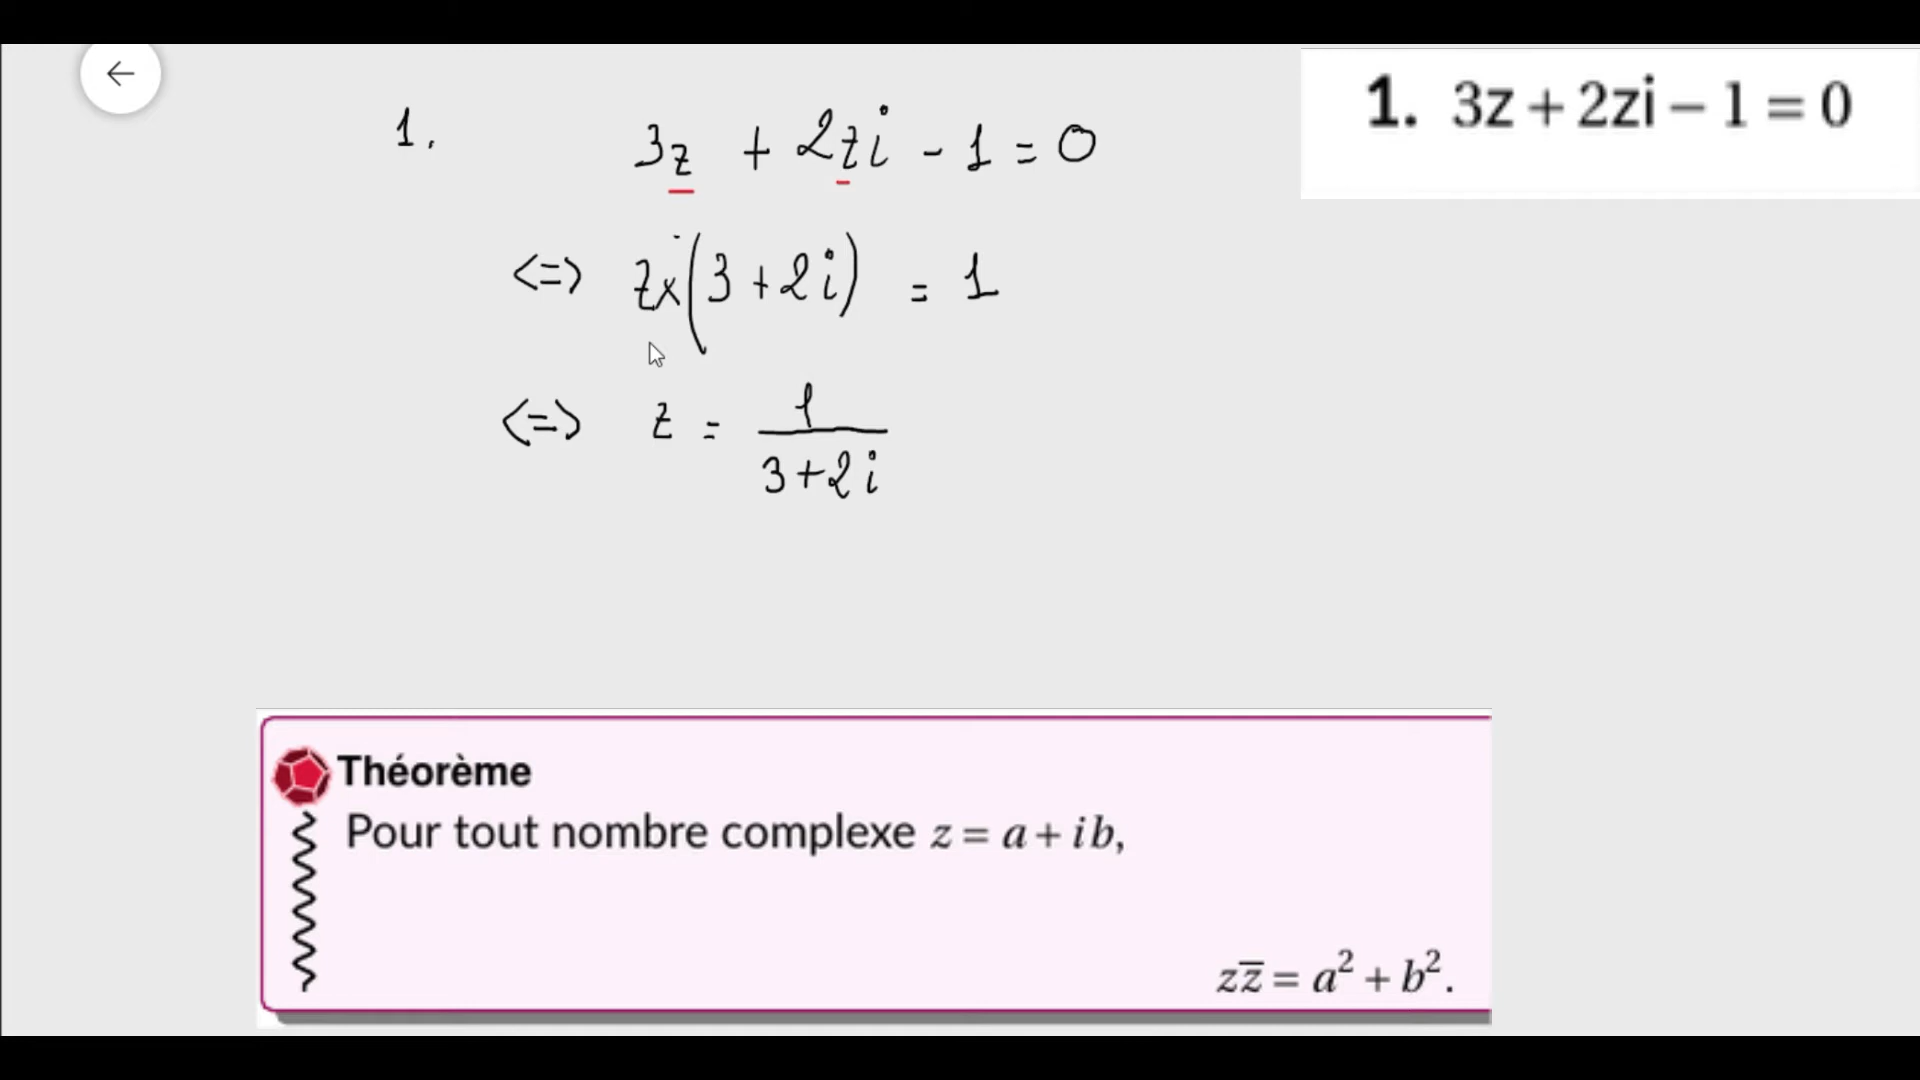 1. 3z + 2zi - 1 = 0
1. 3z + 2zi − 1 = 0
<=> z×(3 + 2i) = 1
<=> z = 1/(3+2i)
Théorème
Pour tout nombre complexe z = a + ib,
zz̅ = a² + b².